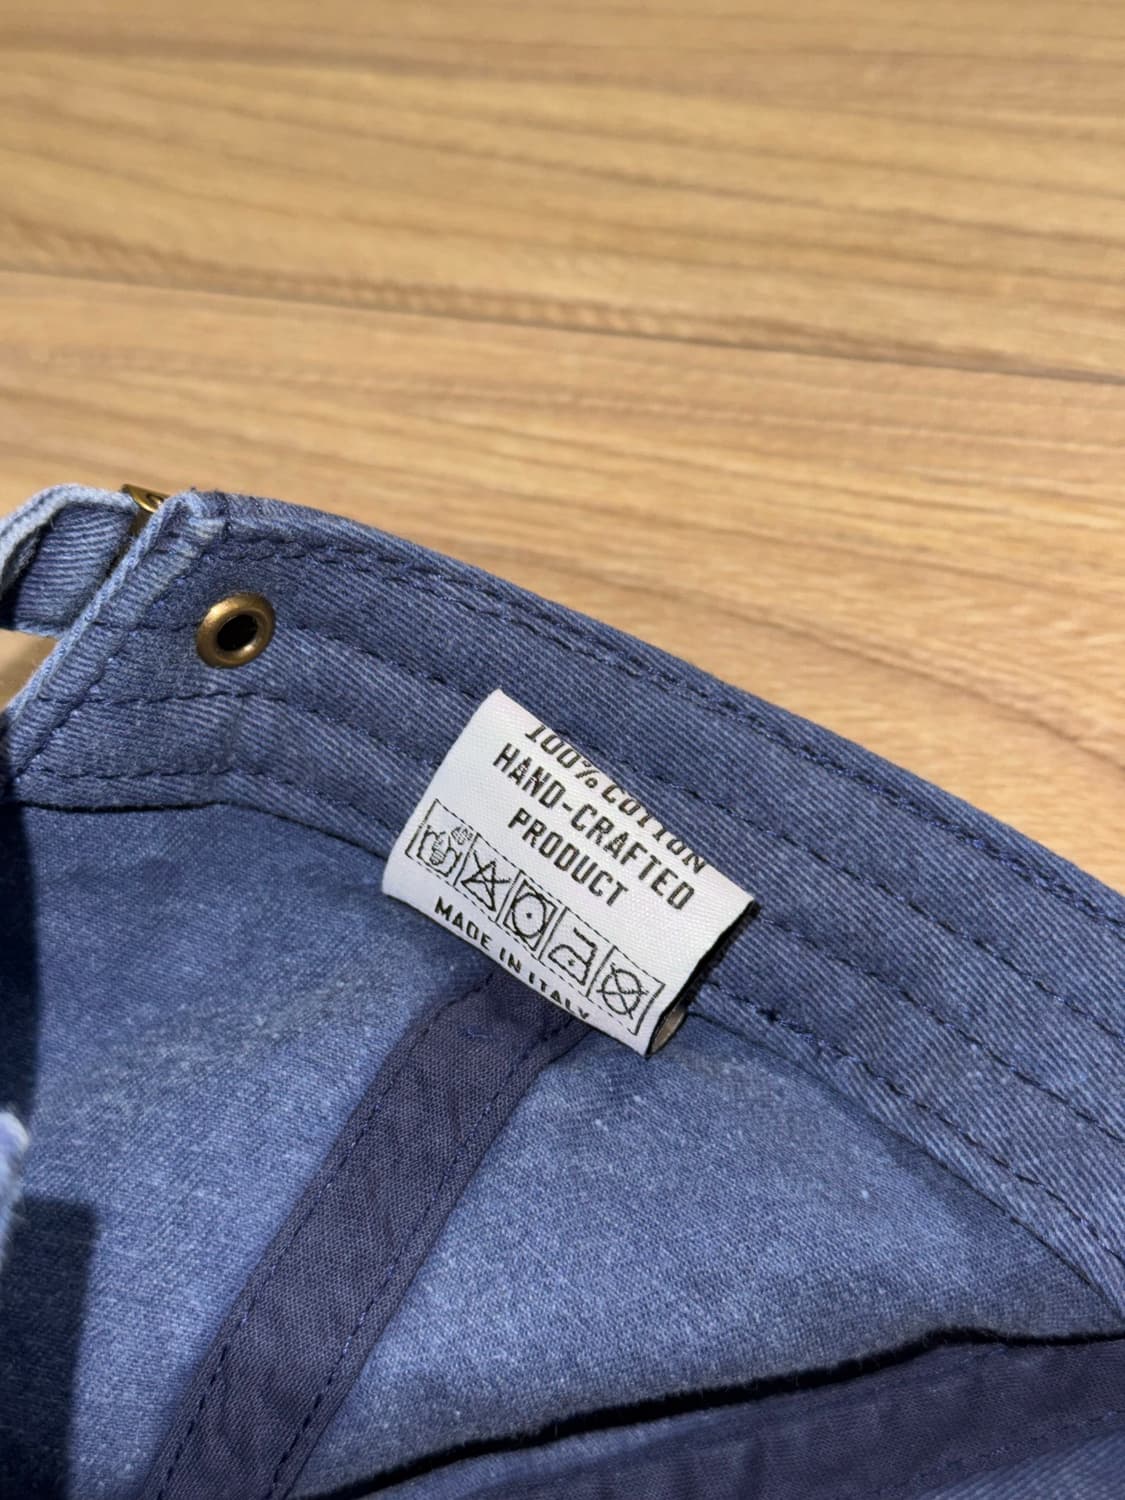 100% COTTON
HAND-CRAFTED
PRODUCT
MADE IN ITALY